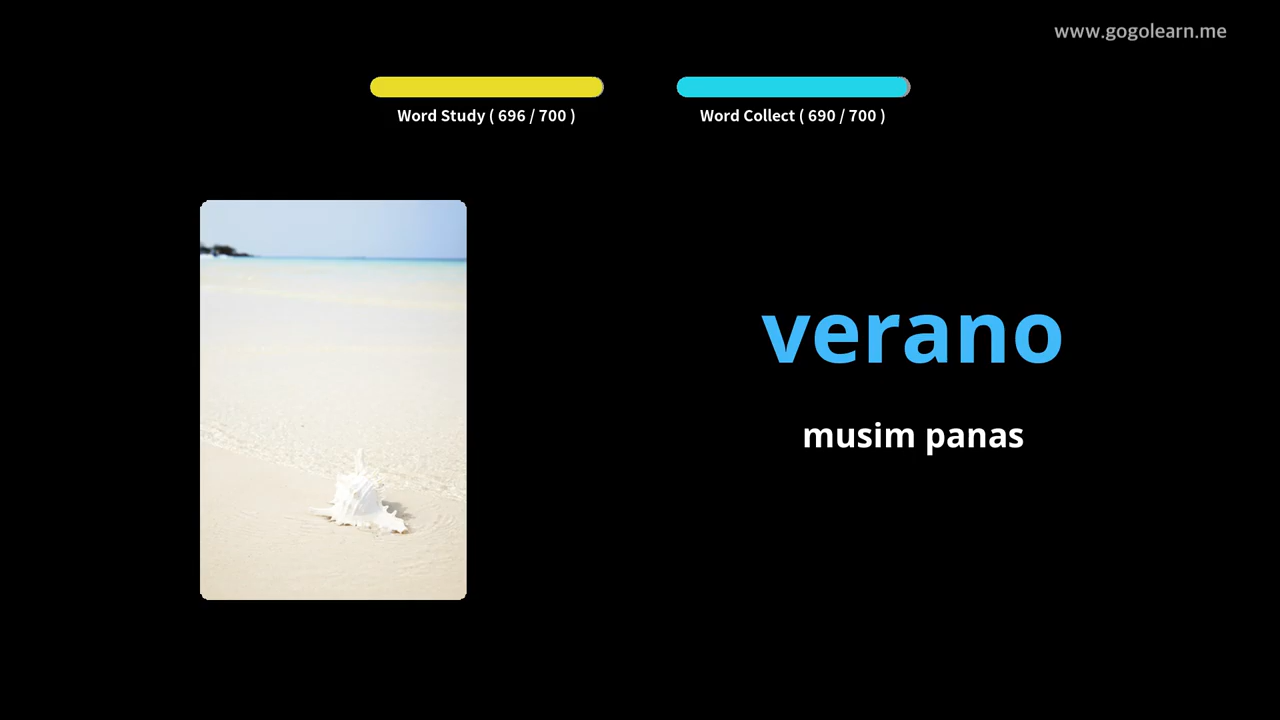 www.gogolearn.me
Word Study ( 696 / 700 )
Word Collect ( 690 / 700 )
verano
musim panas